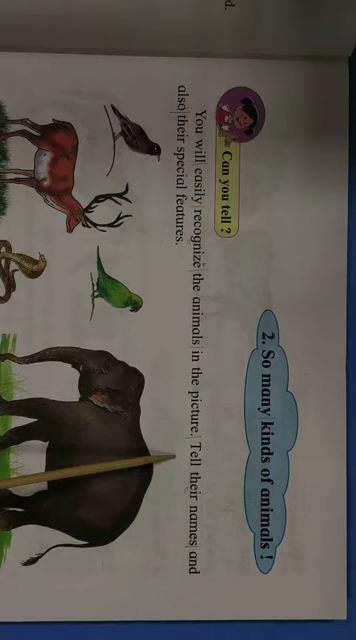 d.
2. So many kinds of animals !
Can you tell ?
You will easily recognize the animals in the picture. Tell their names and
also their special features.